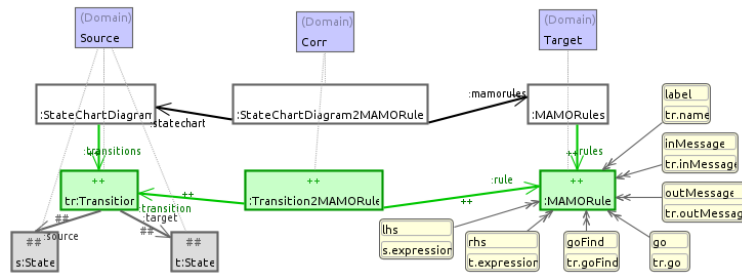 (Domain)
Source
(Domain)
Corr
(Domain)
Target
:StateChartDiagram
:statechart
:StateChartDiagram2MAMORule
:mamorules
:MAMORules
label
tr.name
:transitions
++
++
:rules
inMessage
tr.inMessage
++
tr:Transition
++
:transition
++
:Transition2MAMORule
:rule
++
++
:MAMORule
outMessage
tr.outMessage
##
:source
:target
##
##
s:State
##
t:State
lhs
s.expression
rhs
t.expression
goFind
tr.goFind
go
tr.go